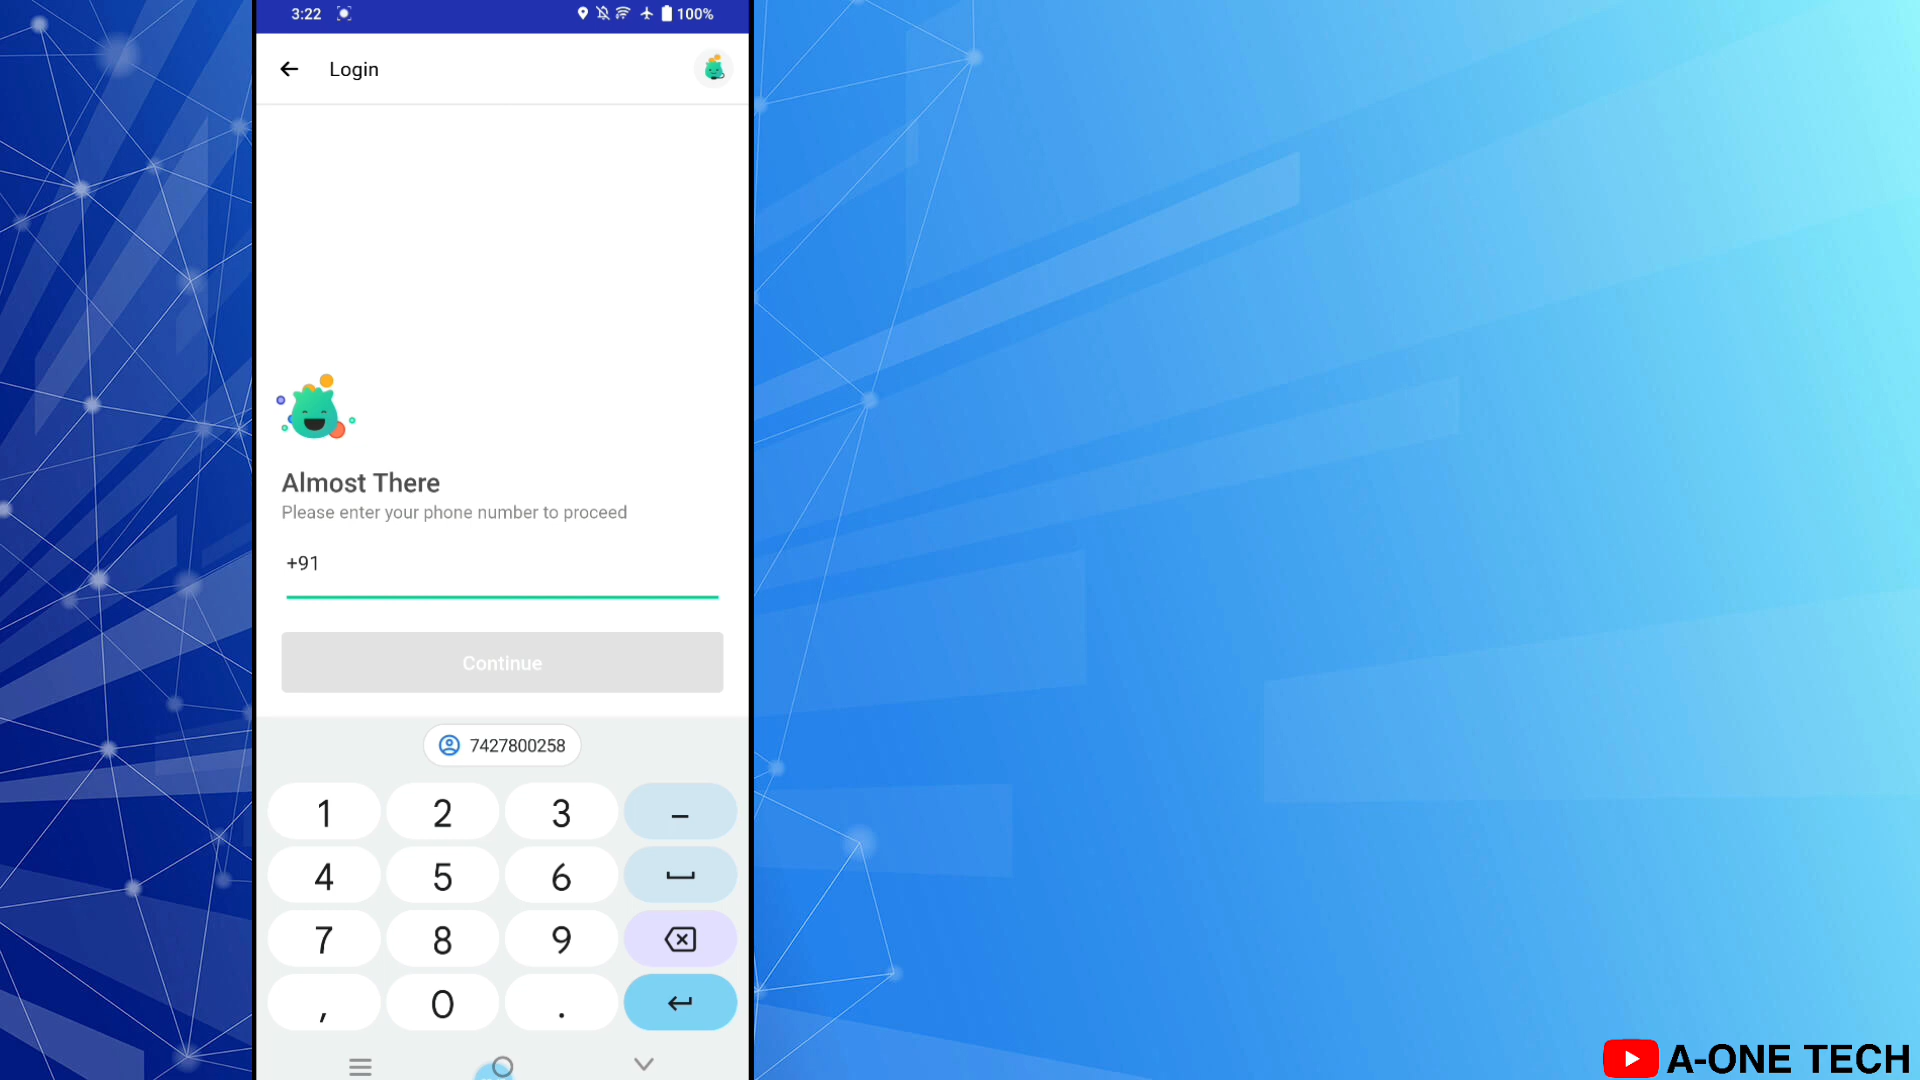 3:22
100%
Login
Almost There
Please enter your phone number to proceed
+91
Continue
7427800258
1 2 3 –
4 5 6
7 8 9
, 0 .
A-ONE TECH